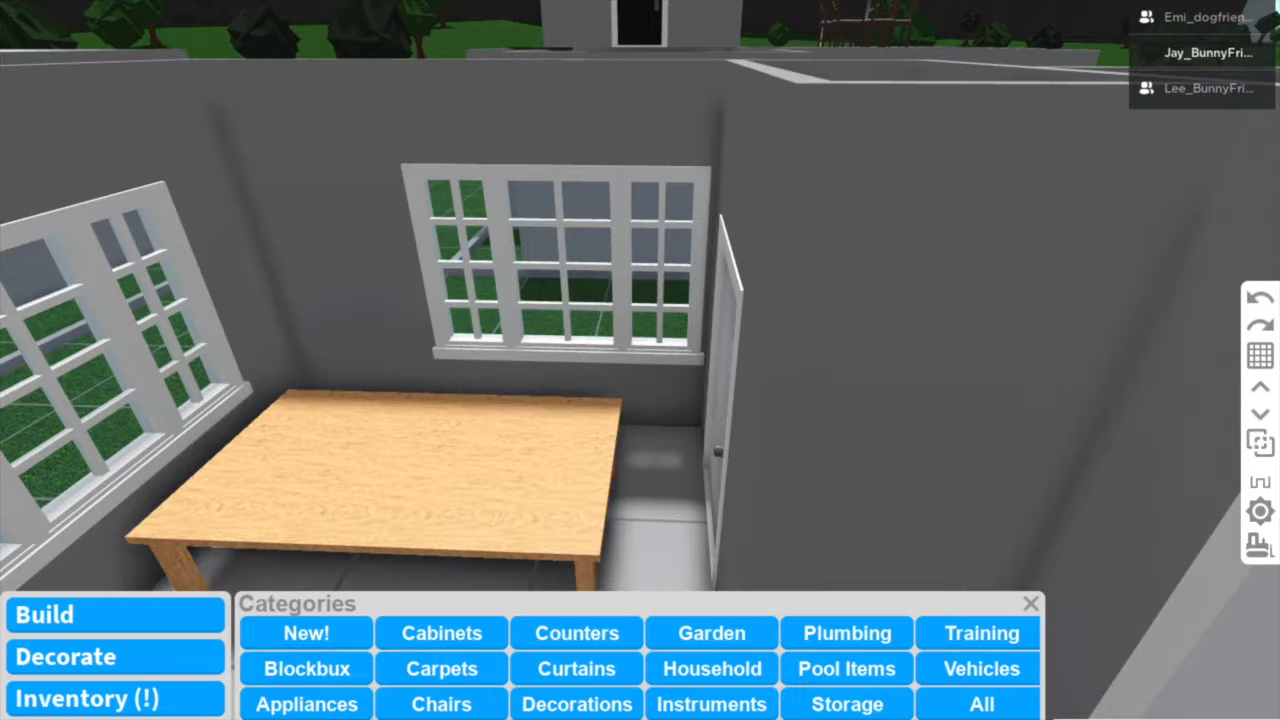 Emi_dogfrien...
Jay_BunnyFri...
Lee_BunnyFri...
Build
Decorate
Inventory (!)
Categories
New! Cabinets Counters Garden Plumbing Training
Blockbux Carpets Curtains Household Pool Items Vehicles
Appliances Chairs Decorations Instruments Storage All